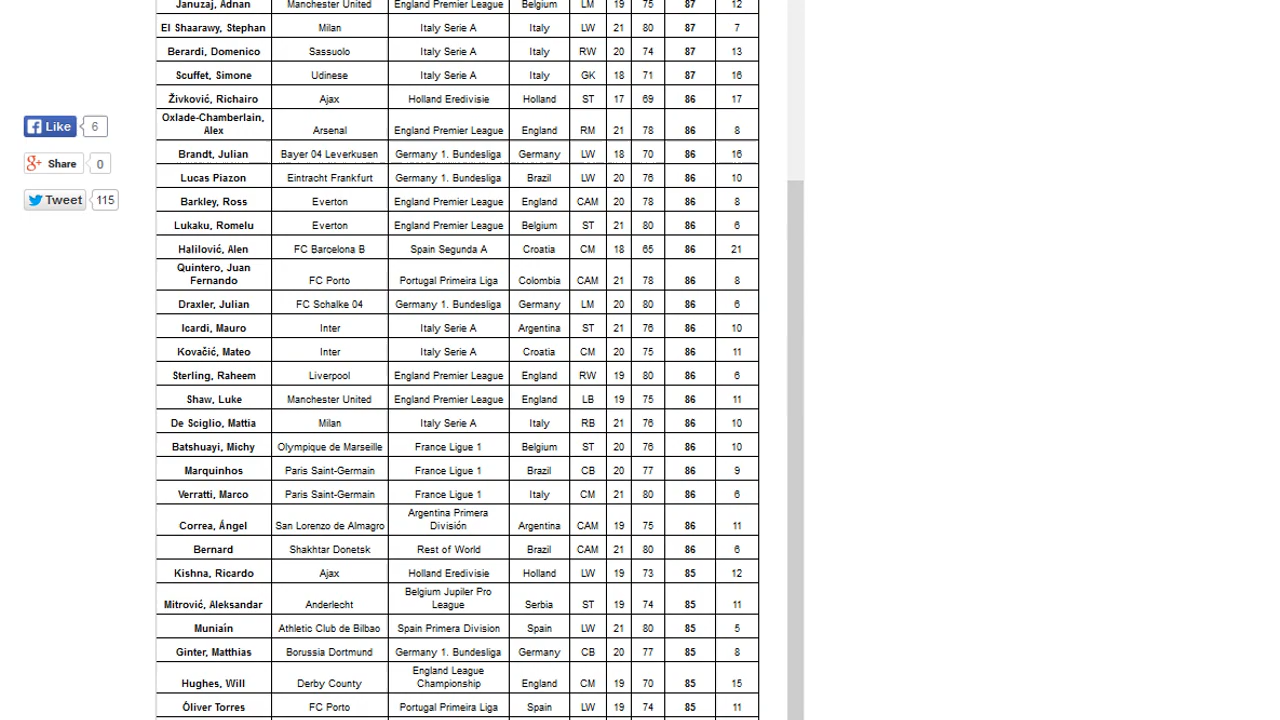 Januzaj, Adnan Manchester United England Premier League Belgium LM 19 75 87 12
El Shaarawy, Stephan Milan Italy Serie A Italy LW 21 80 87 7
Berardi, Domenico Sassuolo Italy Serie A Italy RW 20 74 87 13
Scuffet, Simone Udinese Italy Serie A Italy GK 18 71 87 16
Živković, Richairo Ajax Holland Eredivisie Holland ST 17 69 86 17
Oxlade-Chamberlain,
Alex Arsenal England Premier League England RM 21 78 86 8
Like 6
Brandt, Julian Bayer 04 Leverkusen Germany 1. Bundesliga Germany LW 18 70 86 16
Share 0
Lucas Piazon Eintracht Frankfurt Germany 1. Bundesliga Brazil LW 20 76 86 10
Barkley, Ross Everton England Premier League England CAM 20 78 86 8
Tweet 115
Lukaku, Romelu Everton England Premier League Belgium ST 21 80 86 6
Halilović, Alen FC Barcelona B Spain Segunda A Croatia CM 18 65 86 21
Quintero, Juan
Fernando FC Porto Portugal Primeira Liga Colombia CAM 21 78 86 8
Draxler, Julian FC Schalke 04 Germany 1. Bundesliga Germany LM 20 80 86 6
Icardi, Mauro Inter Italy Serie A Argentina ST 21 76 86 10
Kovačić, Mateo Inter Italy Serie A Croatia CM 20 75 86 11
Sterling, Raheem Liverpool England Premier League England RW 19 80 86 6
Shaw, Luke Manchester United England Premier League England LB 19 75 86 11
De Sciglio, Mattia Milan Italy Serie A Italy RB 21 76 86 10
Batshuayi, Michy Olympique de Marseille France Ligue 1 Belgium ST 20 76 86 10
Marquinhos Paris Saint-Germain France Ligue 1 Brazil CB 20 77 86 9
Verratti, Marco Paris Saint-Germain France Ligue 1 Italy CM 21 80 86 6
Correa, Ángel San Lorenzo de Almagro Argentina Primera
División Argentina CAM 19 75 86 11
Bernard Shakhtar Donetsk Rest of World Brazil CAM 21 80 86 6
Kishna, Ricardo Ajax Holland Eredivisie Holland LW 19 73 85 12
Mitrović, Aleksandar Anderlecht Belgium Jupiler Pro
League Serbia ST 19 74 85 11
Muniaín Athletic Club de Bilbao Spain Primera Division Spain LW 21 80 85 5
Ginter, Matthias Borussia Dortmund Germany 1. Bundesliga Germany CB 20 77 85 8
Hughes, Will Derby County England League
Championship England CM 19 70 85 15
Óliver Torres FC Porto Portugal Primeira Liga Spain LW 19 74 85 11